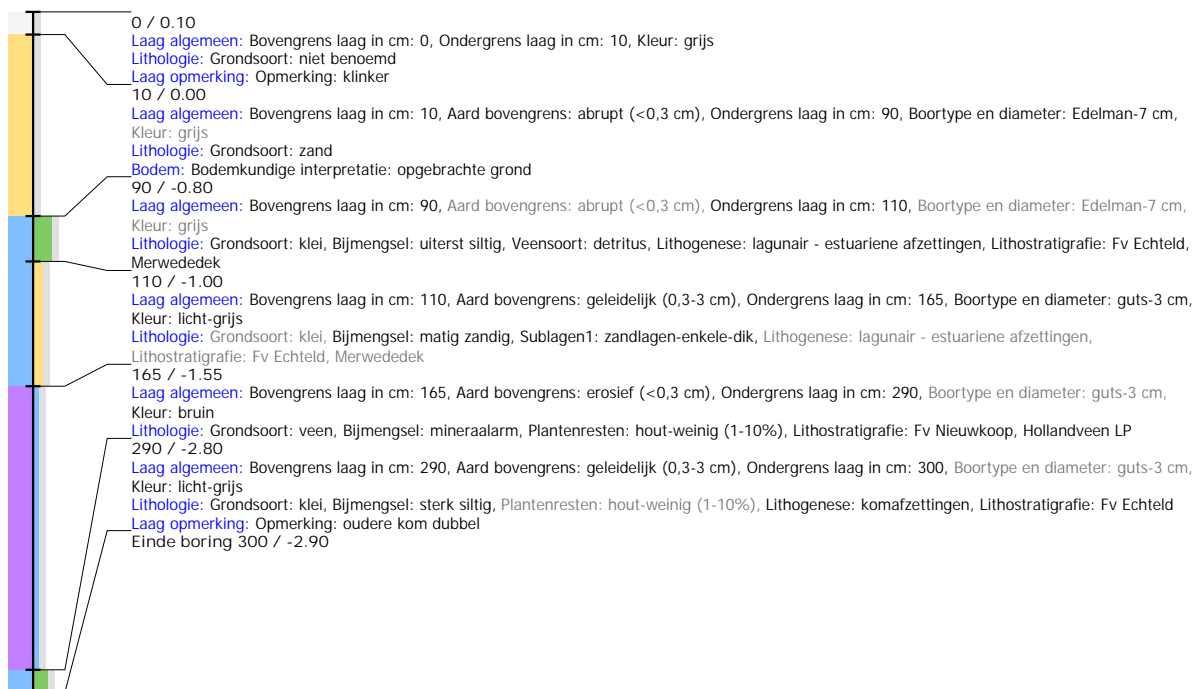 0 / 0.10
Laag algemeen: Bovengrens laag in cm: 0, Ondergrens laag in cm: 10, Kleur: grijs
Lithologie: Grondsoort: niet benoemd
Laag opmerking: Opmerking: klinker
10 / 0.00
Laag algemeen: Bovengrens laag in cm: 10, Aard bovengrens: abrupt (<0,3 cm), Ondergrens laag in cm: 90, Boortype en diameter: Edelman-7 cm,
Kleur: grijs
Lithologie: Grondsoort: zand
Bodem: Bodemkundige interpretatie: opgebrachte grond
90 / -0.80
Laag algemeen: Bovengrens laag in cm: 90, Aard bovengrens: abrupt (<0,3 cm), Ondergrens laag in cm: 110, Boortype en diameter: Edelman-7 cm,
Kleur: grijs
Lithologie: Grondsoort: klei, Bijmengsel: uiterst siltig, Veensoort: detritus, Lithogenese: lagunair - estuariene afzettingen, Lithostratigrafie: Fv Echteld,
Merwededek
110 / -1.00
Laag algemeen: Bovengrens laag in cm: 110, Aard bovengrens: geleidelijk (0,3-3 cm), Ondergrens laag in cm: 165, Boortype en diameter: guts-3 cm,
Kleur: licht-grijs
Lithologie: Grondsoort: klei, Bijmengsel: matig zandig, Sublagen1: zandlagen-enkele-dik, Lithogenese: lagunair - estuariene afzettingen,
Lithostratigrafie: Fv Echteld, Merwededek
165 / -1.55
Laag algemeen: Bovengrens laag in cm: 165, Aard bovengrens: erosief (<0,3 cm), Ondergrens laag in cm: 290, Boortype en diameter: guts-3 cm,
Kleur: bruin
Lithologie: Grondsoort: veen, Bijmengsel: mineraalarm, Plantenresten: hout-weinig (1-10%), Lithostratigrafie: Fv Nieuwkoop, Hollandveen LP
290 / -2.80
Laag algemeen: Bovengrens laag in cm: 290, Aard bovengrens: geleidelijk (0,3-3 cm), Ondergrens laag in cm: 300, Boortype en diameter: guts-3 cm,
Kleur: licht-grijs
Lithologie: Grondsoort: klei, Bijmengsel: sterk siltig, Plantenresten: hout-weinig (1-10%), Lithogenese: komafzettingen, Lithostratigrafie: Fv Echteld
Laag opmerking: Opmerking: oudere kom dubbel
Einde boring 300 / -2.90